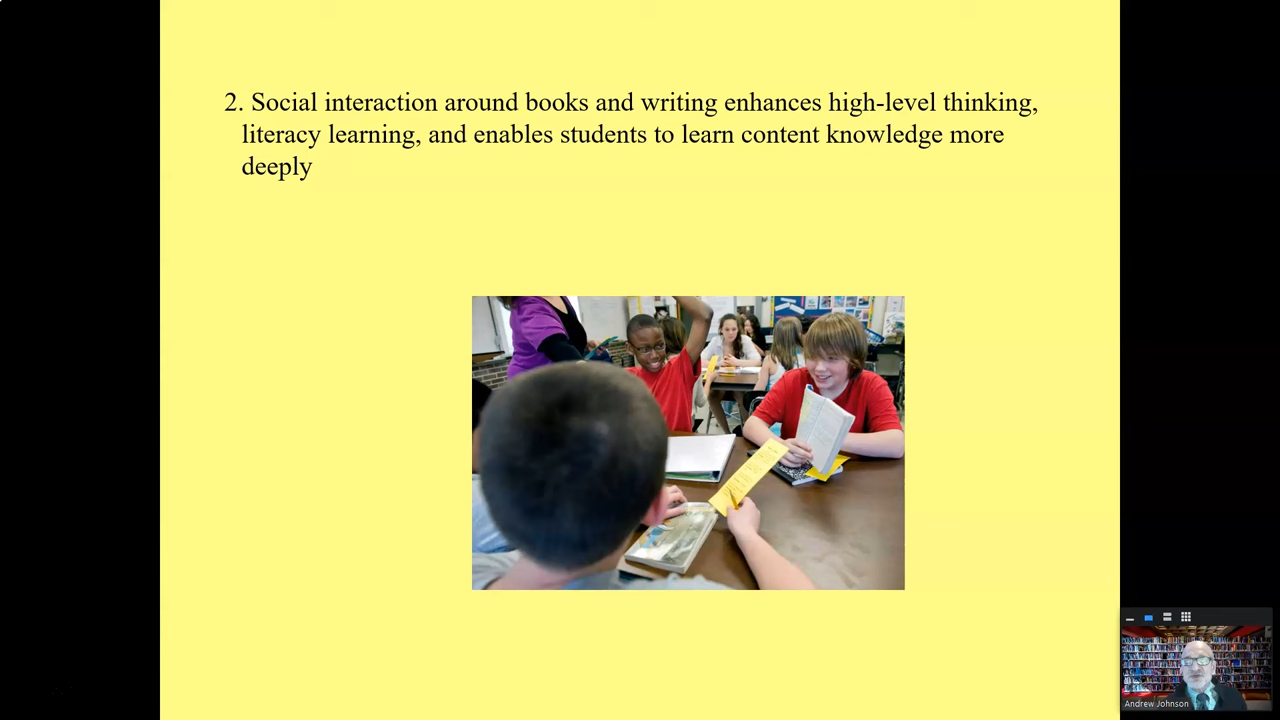 2. Social interaction around books and writing enhances high-level thinking,
literacy learning, and enables students to learn content knowledge more
deeply
Andrew Johnson